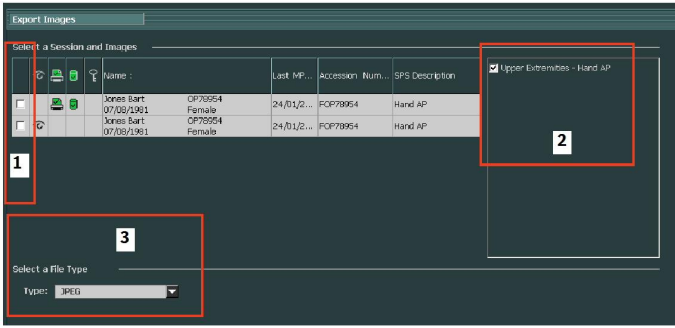 Export Images
Select a Session and Images
Name : Last MP... Accession Num... SPS Description
Jones Bart OP78954 24/01/2... FOP78954 Hand AP
07/08/1981 Female
Jones Bart OP78954 24/01/2... FOP78954 Hand AP
07/08/1981 Female
Upper Extremities - Hand AP
1
2
3
Select a File Type
Type: JPEG